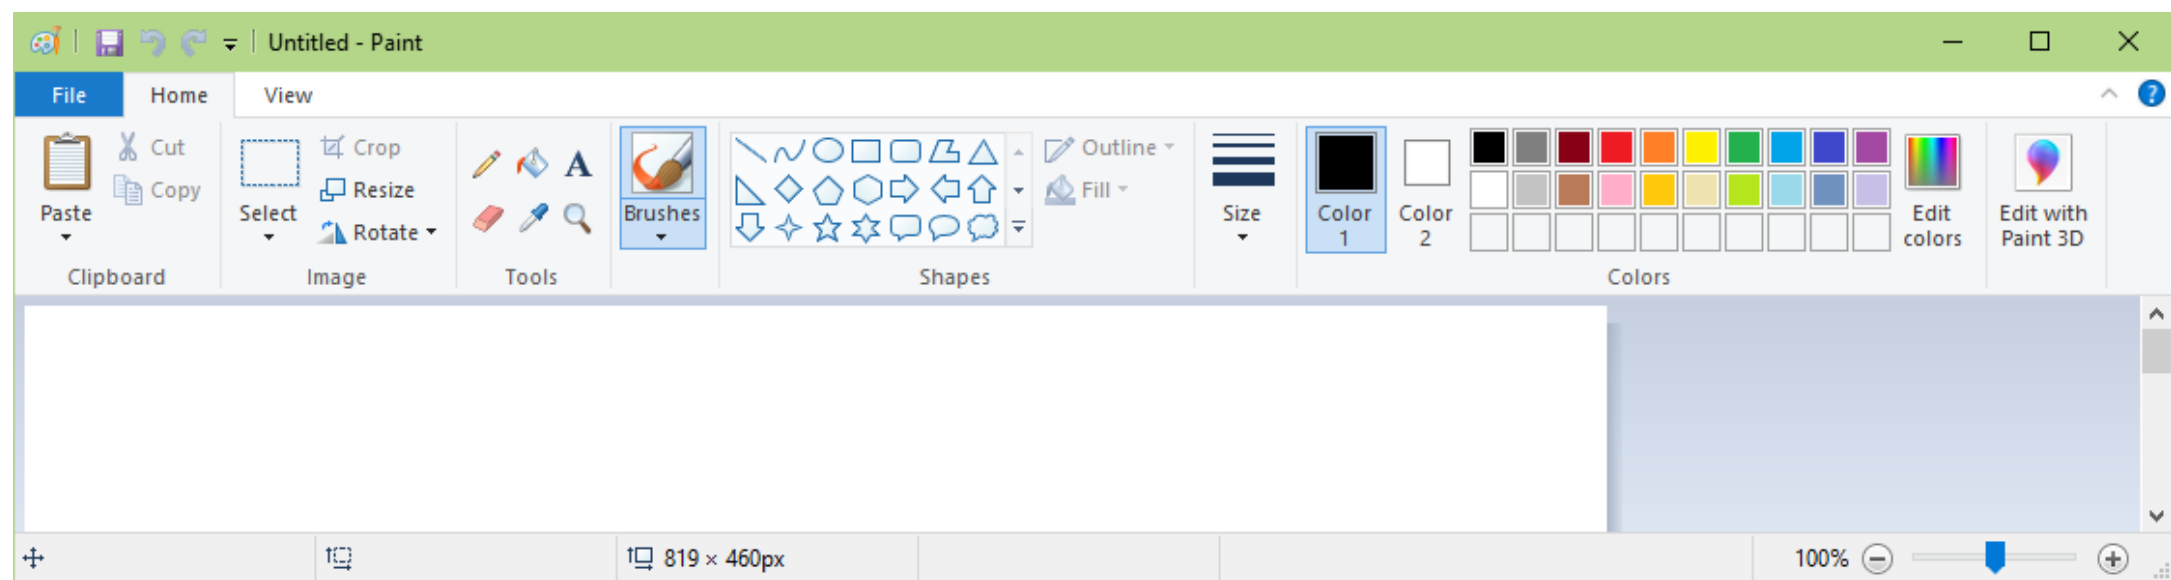 Untitled - Paint
File Home View
Paste
Cut
Copy
Clipboard
Select
Crop
Resize
Rotate
Image
A
Tools
Brushes
Outline
Fill
Shapes
Size
Color
1
Color
2
Edit
colors
Colors
Edit with
Paint 3D
?
819 × 460px
100%